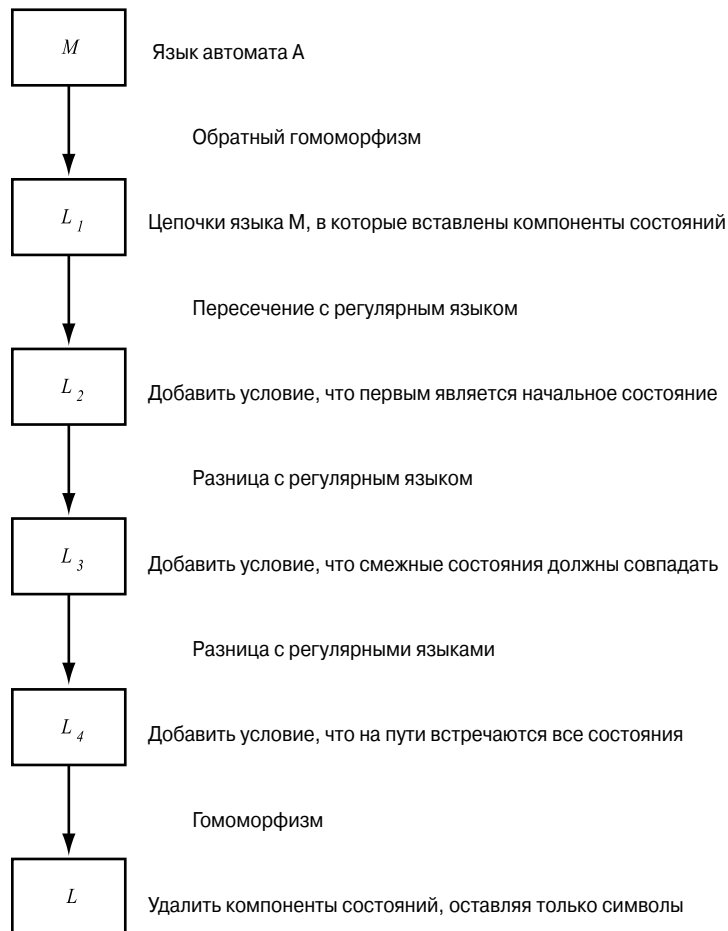 M Язык автомата А
Обратный гомоморфизм
L 1 Цепочки языка М, в которые вставлены компоненты состояний
Пересечение с регулярным языком
L 2 Добавить условие, что первым является начальное состояние
Разница с регулярным языком
L 3 Добавить условие, что смежные состояния должны совпадать
Разница с регулярными языками
L 4 Добавить условие, что на пути встречаются все состояния
Гомоморфизм
L Удалить компоненты состояний, оставляя только символы